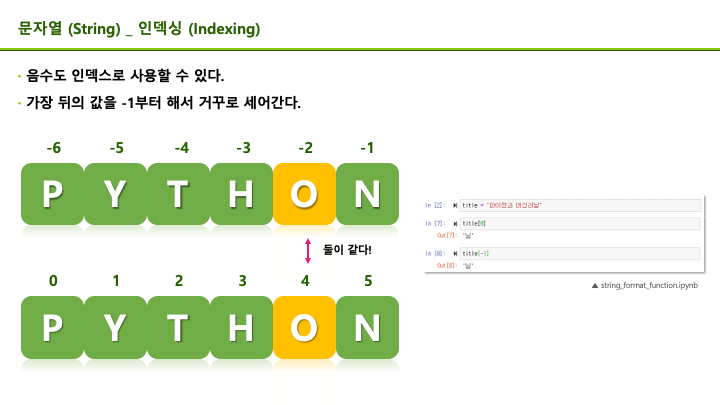 문자열 (String) _ 인덱싱 (Indexing)
· 음수도 인덱스로 사용할 수 있다.
· 가장 뒤의 값을 -1부터 해서 거꾸로 세어간다.
-6 -5 -4 -3 -2 -1
P Y T H O N
둘이 같다!
0 1 2 3 4 5
P Y T H O N
In [2]: title = "파이썬과 머신러닝"
In [7]: title[8]
Out[7]: '닝'
In [8]: title[-1]
Out[8]: '닝'
▲ string_format_function.ipynb